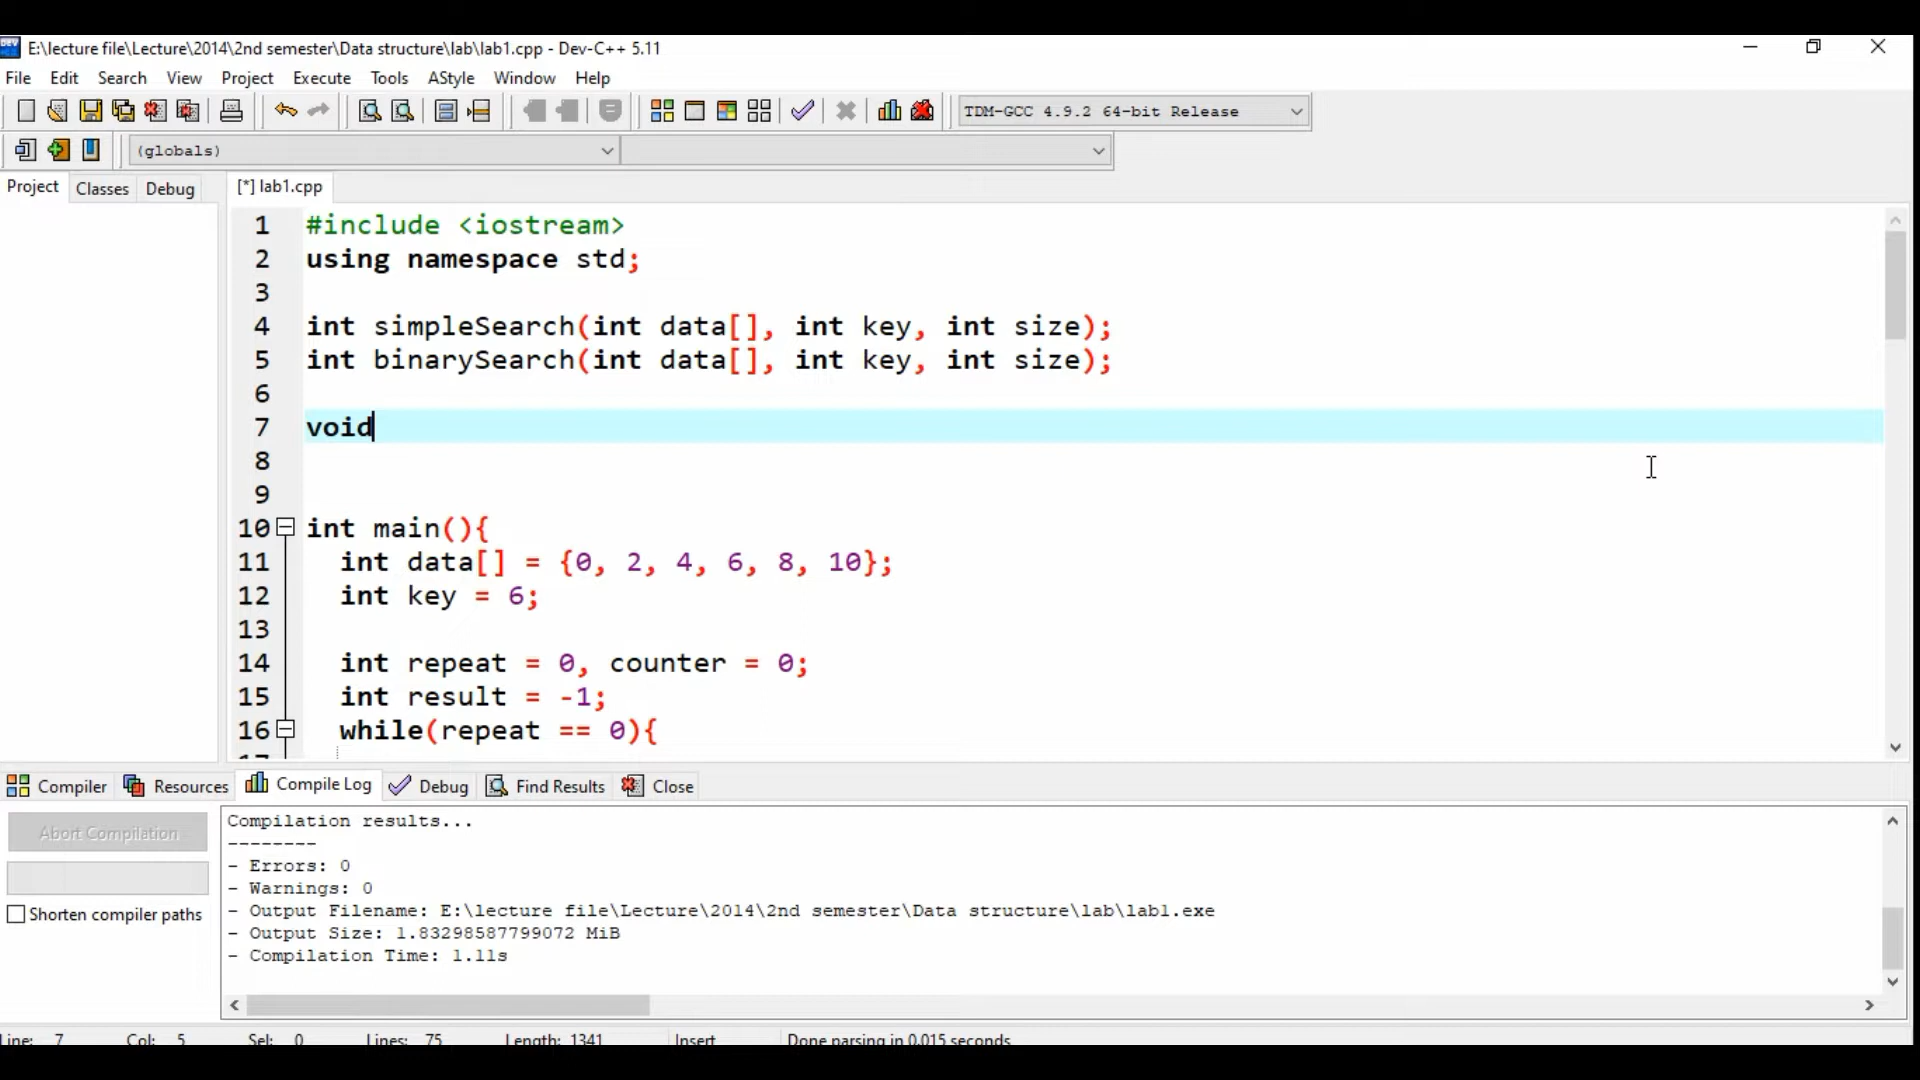 E:\lecture file\Lecture\2014\2nd semester\Data structure\lab\lab1.cpp - Dev-C++ 5.11
File Edit Search View Project Execute Tools AStyle Window Help
TDM-GCC 4.9.2 64-bit Release
(globals)
Project Classes Debug [*] lab1.cpp
1 #include <iostream>
2 using namespace std;
3
4 int simpleSearch(int data[], int key, int size);
5 int binarySearch(int data[], int key, int size);
6
7 void
8
9
10 int main(){
11 int data[] = {0, 2, 4, 6, 8, 10};
12 int key = 6;
13
14 int repeat = 0, counter = 0;
15 int result = -1;
16 while(repeat == 0){
17
Compiler Resources Compile Log Debug Find Results Close
Abort Compilation
Shorten compiler paths
Compilation results...
--------
- Errors: 0
- Warnings: 0
- Output Filename: E:\lecture file\Lecture\2014\2nd semester\Data structure\lab\lab1.exe
- Output Size: 1.83298587799072 MiB
- Compilation Time: 1.11s
Line: 7 Col: 5 Sel: 0 Lines: 75 Length: 1341 Insert Done parsing in 0.015 seconds